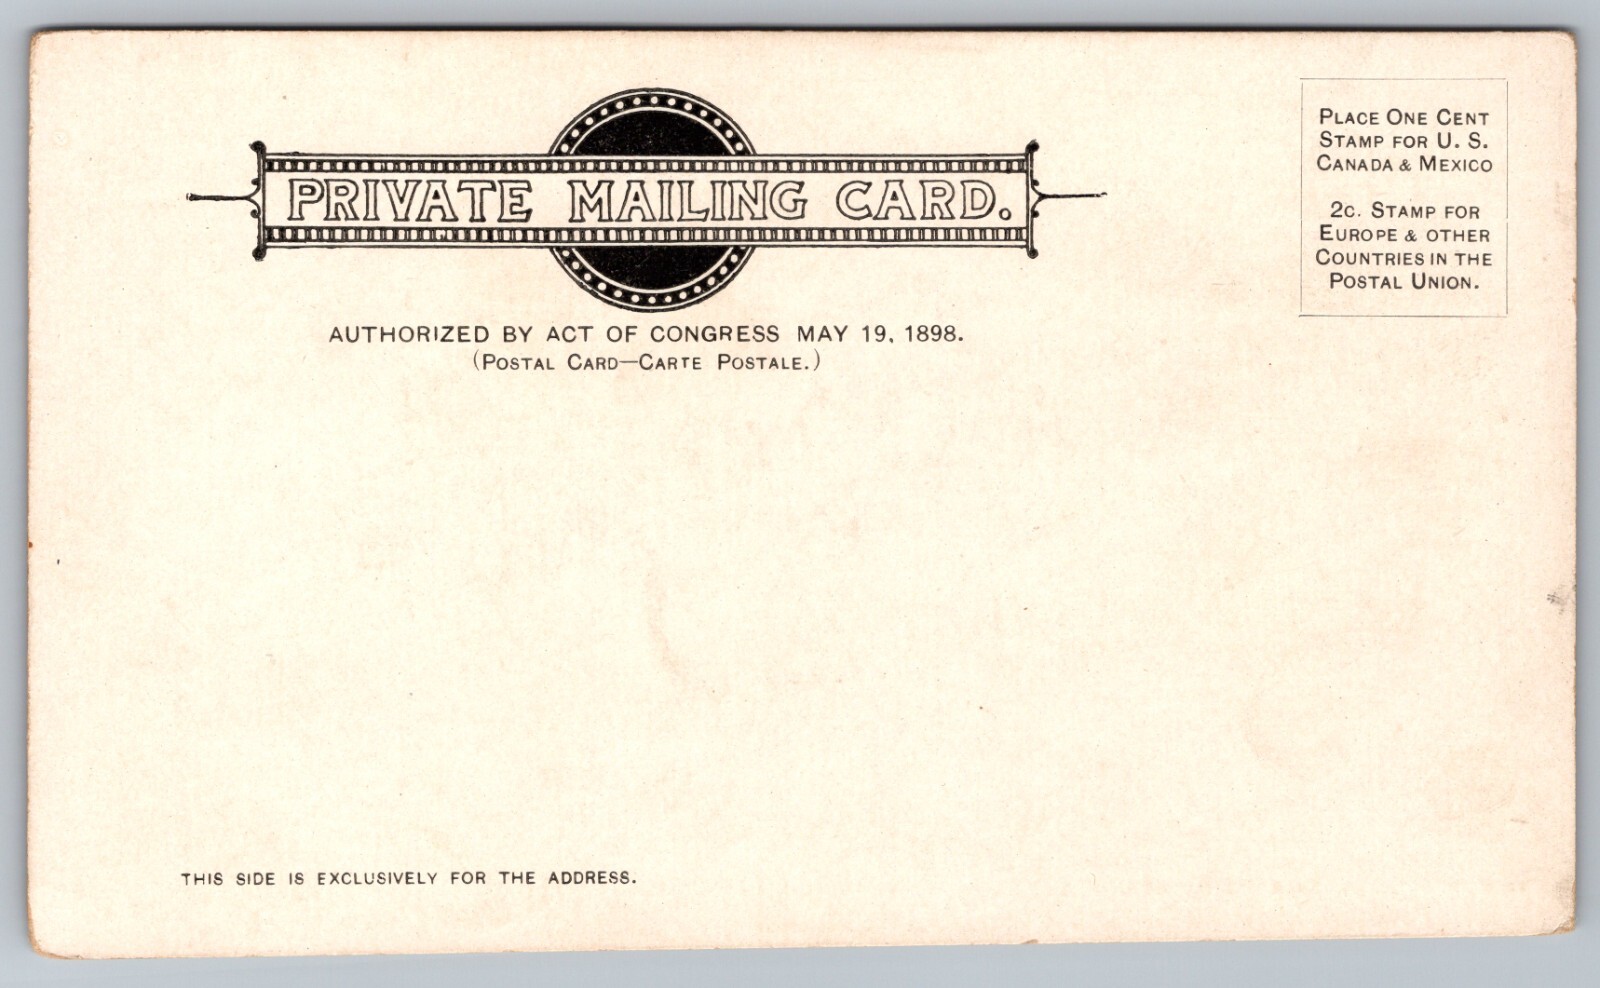 PRIVATE MAILING CARD.
AUTHORIZED BY ACT OF CONGRESS MAY 19, 1898.
(POSTAL CARD—CARTE POSTALE.)
PLACE ONE CENT
STAMP FOR U. S.
CANADA & MEXICO
2C. STAMP FOR
EUROPE & OTHER
COUNTRIES IN THE
POSTAL UNION.
THIS SIDE IS EXCLUSIVELY FOR THE ADDRESS.